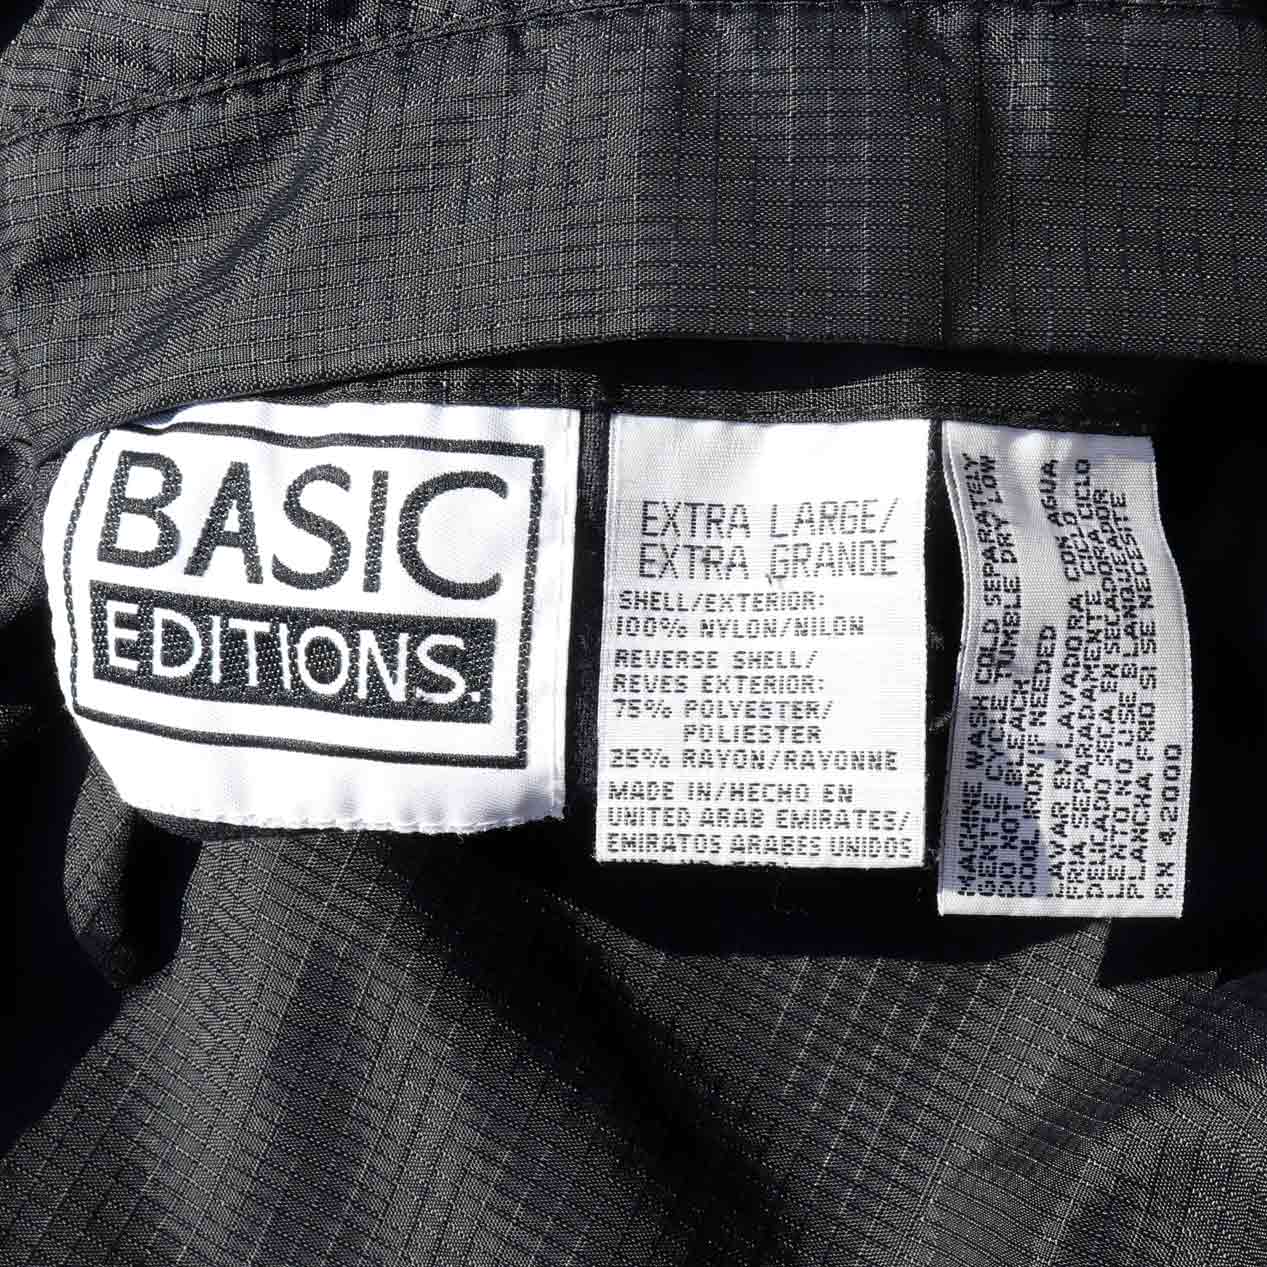 BASIC
EDITIONS.
EXTRA LARGE/
EXTRA GRANDE
SHELL/EXTERIOR:
100% NYLON/NILON
REVERSE SHELL/
REVES EXTERIOR:
75% POLYESTER/
POLIESTER
25% RAYON/RAYONNE
MADE IN/HECHO EN
UNITED ARAB EMIRATES/
EMIRATOS ARABES UNIDOS
MACHINE WASH COLD SEPARATELY
GENTLE CYCLE TUMBLE DRY LOW
DO NOT BLEACH
COOL IRON IF NEEDED
LAVAR EN LAVADORA CON AGUA
FRIA SEPARADAMENTE CICLO
DELICADO SECA EN SECADORA CICLO
LENTO NO USE BLANQUEADOR
PLANCHA FRIO SI SE NECESITE
RN 42000